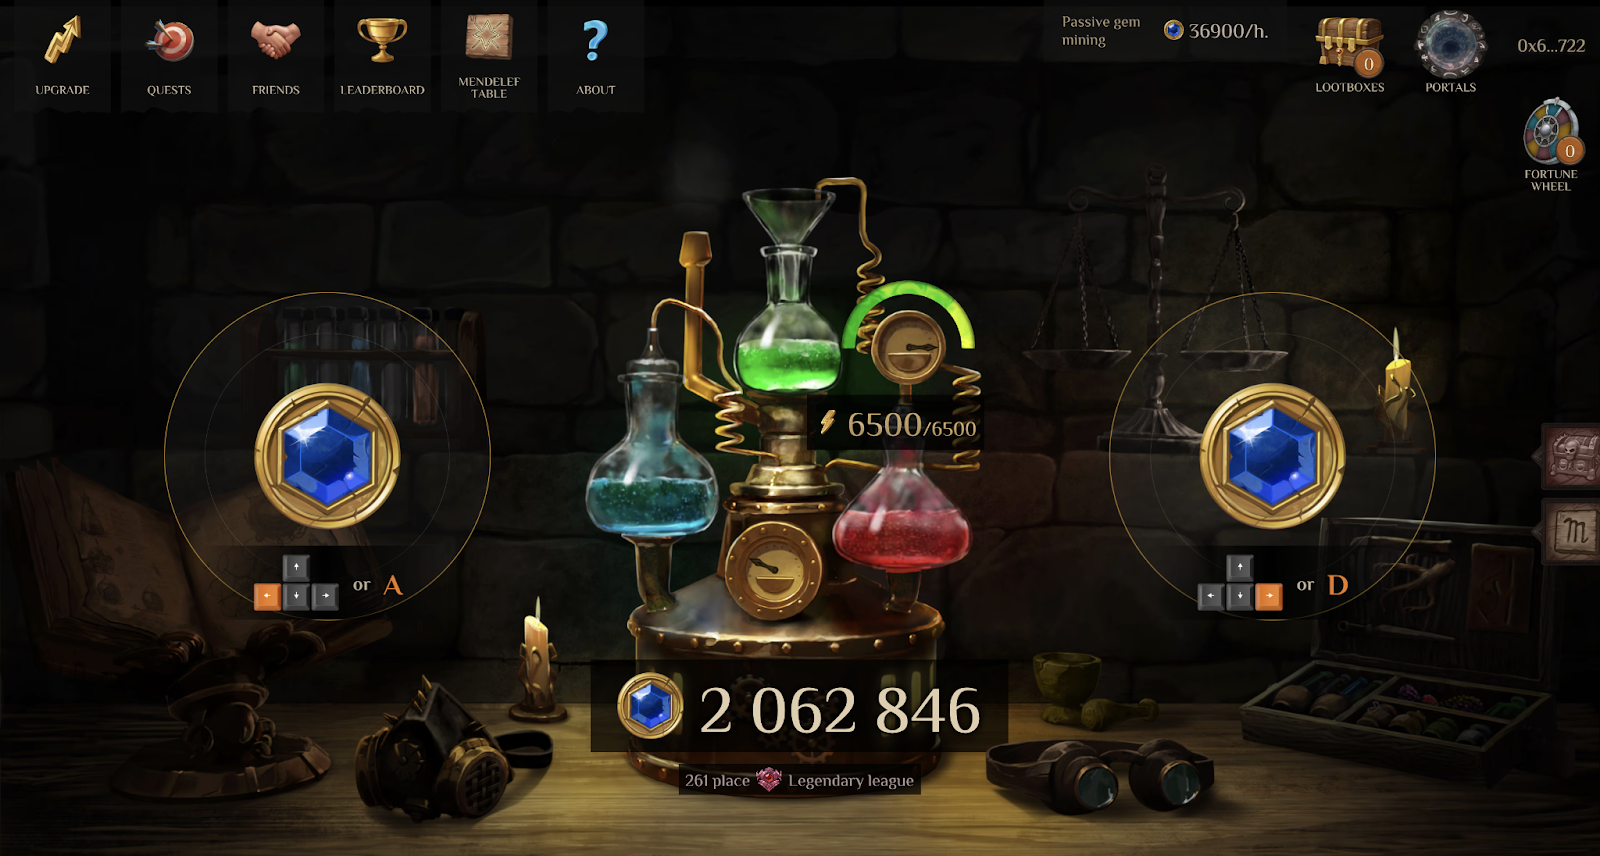 UPGRADE
QUESTS
FRIENDS
LEADERBOARD
MENDELEF
TABLE
ABOUT
Passive gem
mining
36900/h.
0
LOOTBOXES
PORTALS
0x6...722
0
FORTUNE
WHEEL
6500/6500
or A
or D
2 062 846
261 place Legendary league
m